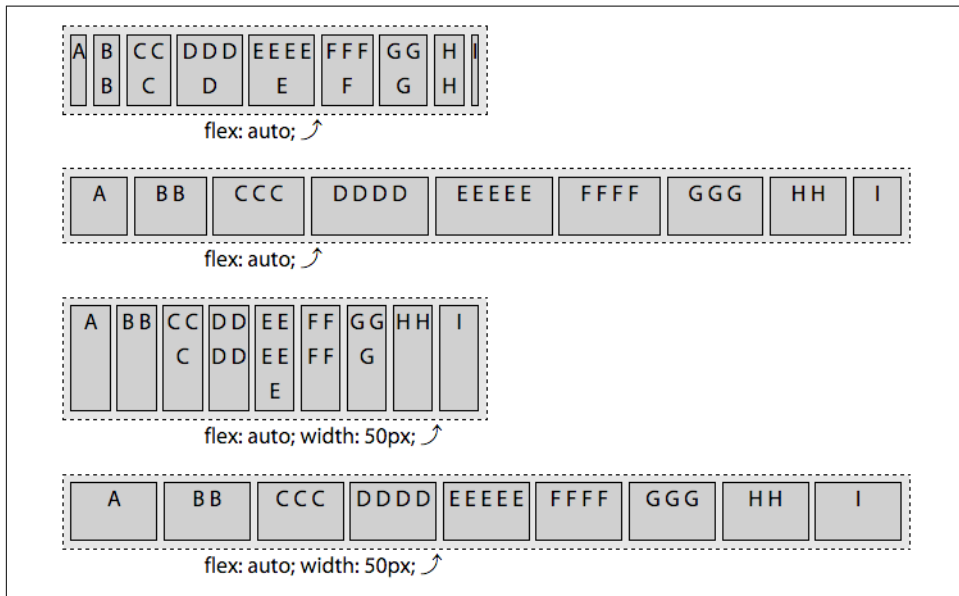 A B C C D D D E E E E F F F G G H I
B C D E F G H
flex: auto;
A B B C C C D D D D E E E E E F F F F G G G H H I
flex: auto;
A B B C C D D E E F F G G H H I
C D D E E F F G
E
flex: auto; width: 50px;
A B B C C C D D D D E E E E E F F F F G G G H H I
flex: auto; width: 50px;